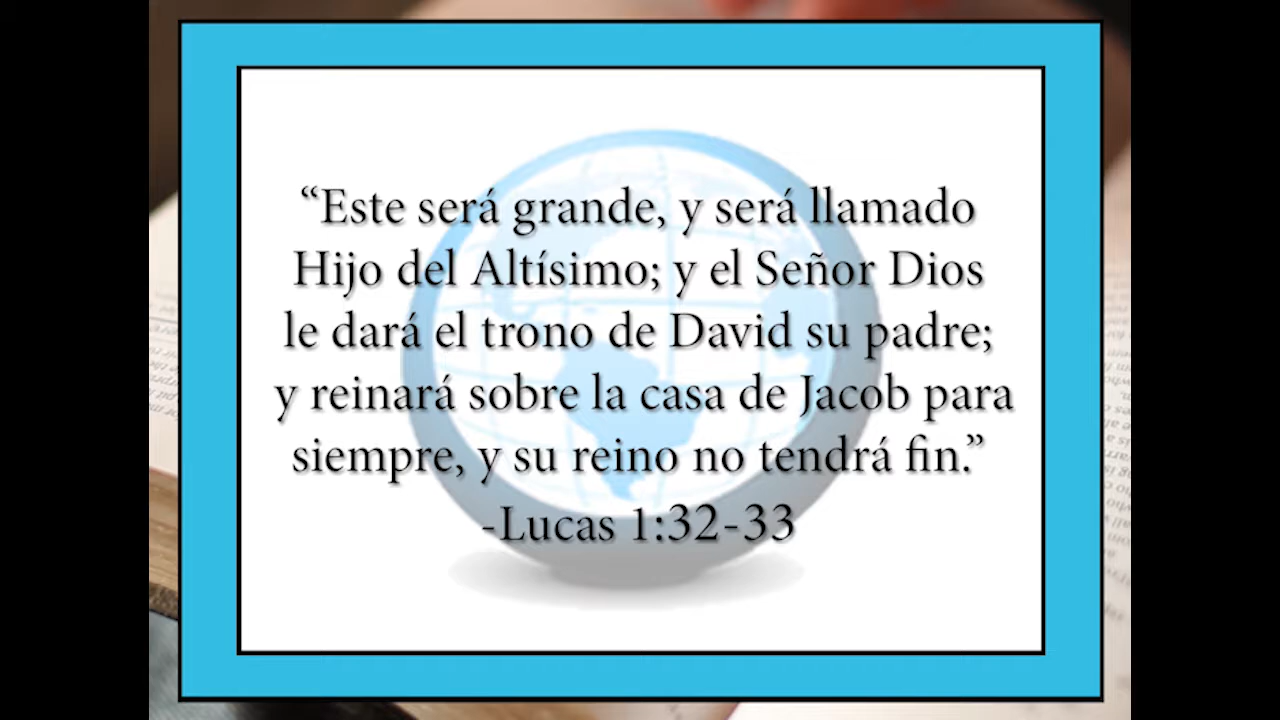 “Este será grande, y será llamado
Hijo del Altísimo; y el Señor Dios
le dará el trono de David su padre;
y reinará sobre la casa de Jacob para
siempre, y su reino no tendrá fin.”
-Lucas 1:32-33